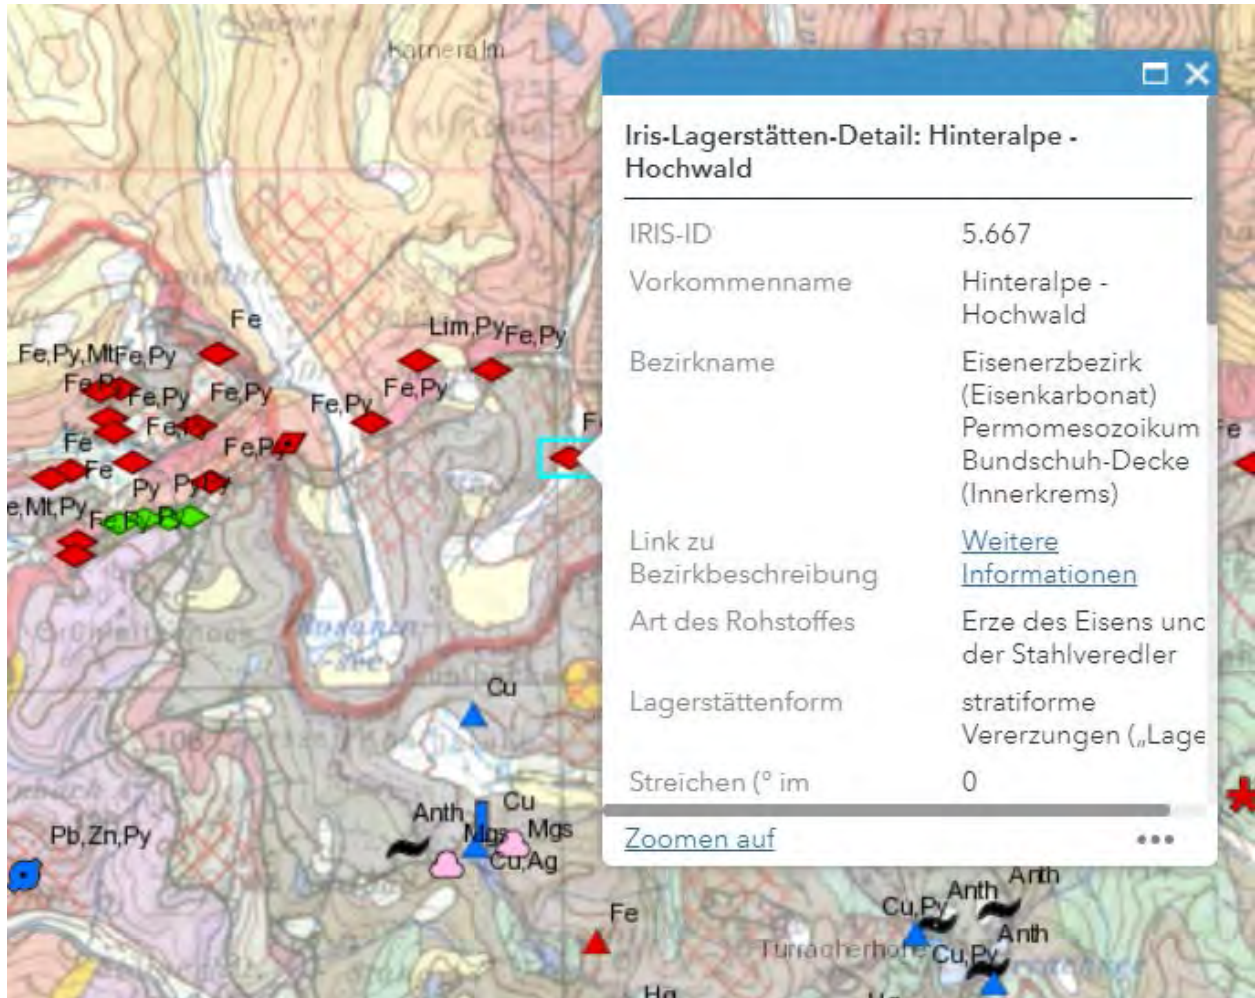 Karneralm
137
Iris-Lagerstätten-Detail: Hinteralpe -
Hochwald
IRIS-ID 5.667
Vorkommenname Hinteralpe -
Hochwald
Bezirkname Eisenerzbezirk
(Eisenkarbonat)
Permomesozoikum
Bundschuh-Decke
(Innerkrems)
Link zu Weitere
Bezirkbeschreibung Informationen
Art des Rohstoffes Erze des Eisens und
der Stahlveredler
Lagerstättenform stratiforme
Vererzungen („Lage
Streichen (° im 0
Zoomen auf
Fe
Lim,Py Fe,Py
Fe,Py,Mt Fe,Py
Fe,Py Fe,Py Fe,Py Fe,Py
Fe Fe,Py
Fe
Py
e,Mt,Py
Fe
Cu
Anth Cu
Mgs Mgs
Cu,Ag
Pb,Zn,Py
Fe
Anth Anth
Cu,Py
Anth
Turracherhöhe Cu,Py
Hg